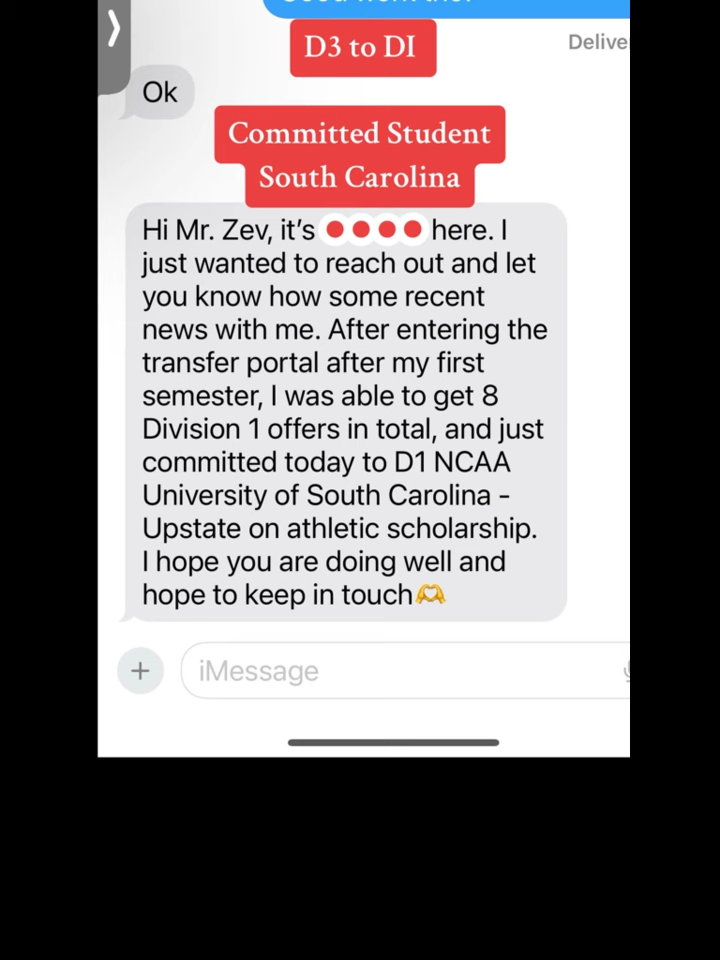 D3 to DI
Delive
Ok
Committed Student
South Carolina
Hi Mr. Zev, it's here. I
just wanted to reach out and let
you know how some recent
news with me. After entering the
transfer portal after my first
semester, I was able to get 8
Division 1 offers in total, and just
committed today to D1 NCAA
University of South Carolina -
Upstate on athletic scholarship.
I hope you are doing well and
hope to keep in touch🫶
iMessage